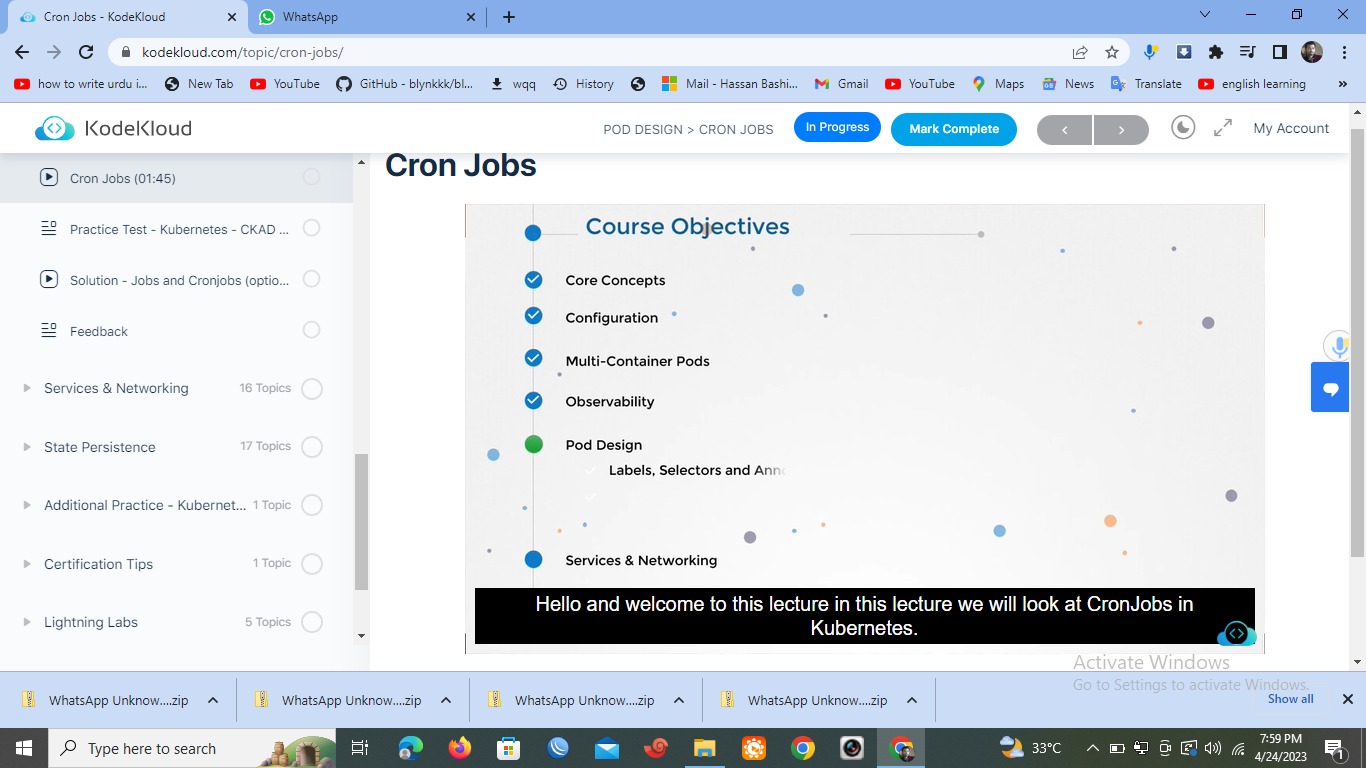 Cron Jobs - KodeKloud
WhatsApp
kodekloud.com/topic/cron-jobs/
how to write urdu i...
New Tab
YouTube
GitHub - blynkkk/bl...
wqq
History
Mail - Hassan Bashi...
Gmail
YouTube
Maps
News
Translate
english learning
KodeKloud
POD DESIGN > CRON JOBS
In Progress
Mark Complete
My Account
Cron Jobs (01:45)
Practice Test - Kubernetes - CKAD ...
Solution - Jobs and Cronjobs (optio...
Feedback
Services & Networking 16 Topics
State Persistence 17 Topics
Additional Practice - Kubernet... 1 Topic
Certification Tips 1 Topic
Lightning Labs 5 Topics
Cron Jobs
Course Objectives
Core Concepts
Configuration
Multi-Container Pods
Observability
Pod Design
Labels, Selectors and Ann
Services & Networking
Hello and welcome to this lecture in this lecture we will look at CronJobs in
Kubernetes.
Activate Windows
Go to Settings to activate Windows.
WhatsApp Unknow....zip
WhatsApp Unknow....zip
WhatsApp Unknow....zip
WhatsApp Unknow....zip
Show all
Type here to search
33°C
7:59 PM
4/24/2023
1